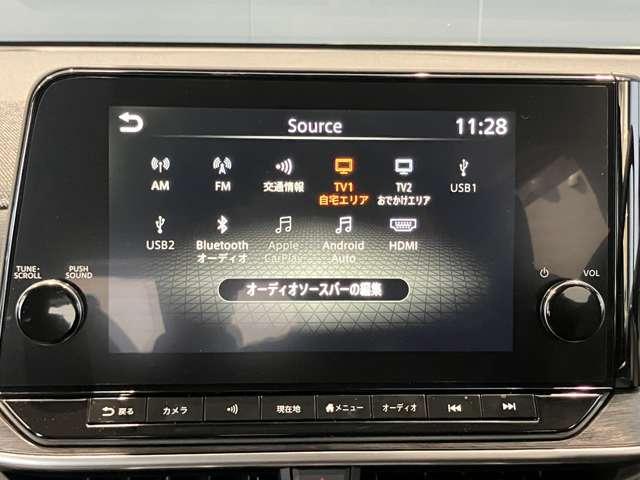 Source
11:28
AM
FM
交通情報
TV1
自宅エリア
TV2
おでかけエリア
USB1
USB2
Bluetooth
オーディオ
Apple
CarPlay
Android
Auto
HDMI
オーディオソースバーの編集
TUNE・
SCROLL
PUSH
SOUND
VOL
戻る
カメラ
現在地
メニュー
オーディオ